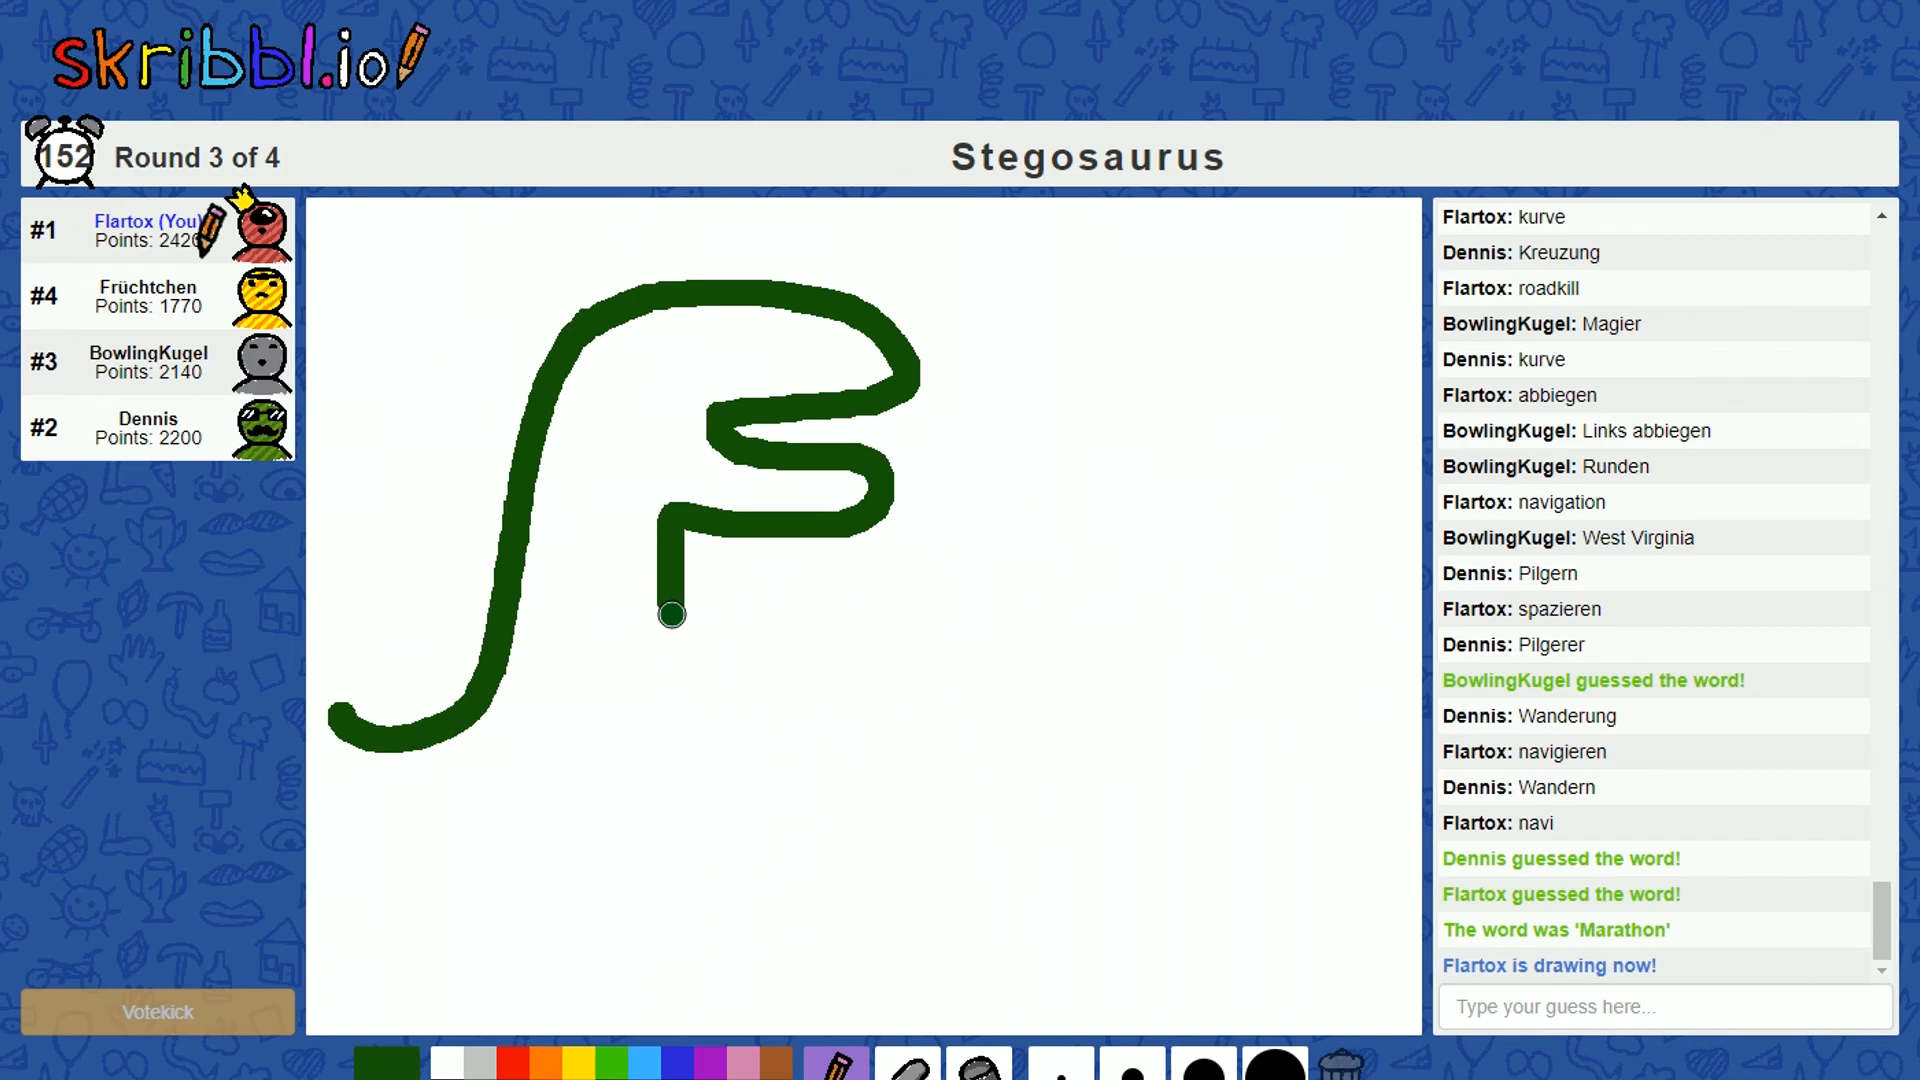 skribbl.io
152
Round 3 of 4
Stegosaurus
#1
Flartox (You)
Points: 2420
#4
Früchtchen
Points: 1770
#3
BowlingKugel
Points: 2140
#2
Dennis
Points: 2200
Votekick
Flartox: kurve
Dennis: Kreuzung
Flartox: roadkill
BowlingKugel: Magier
Dennis: kurve
Flartox: abbiegen
BowlingKugel: Links abbiegen
BowlingKugel: Runden
Flartox: navigation
BowlingKugel: West Virginia
Dennis: Pilgern
Flartox: spazieren
Dennis: Pilgerer
BowlingKugel guessed the word!
Dennis: Wanderung
Flartox: navigieren
Dennis: Wandern
Flartox: navi
Dennis guessed the word!
Flartox guessed the word!
The word was 'Marathon'
Flartox is drawing now!
Type your guess here...